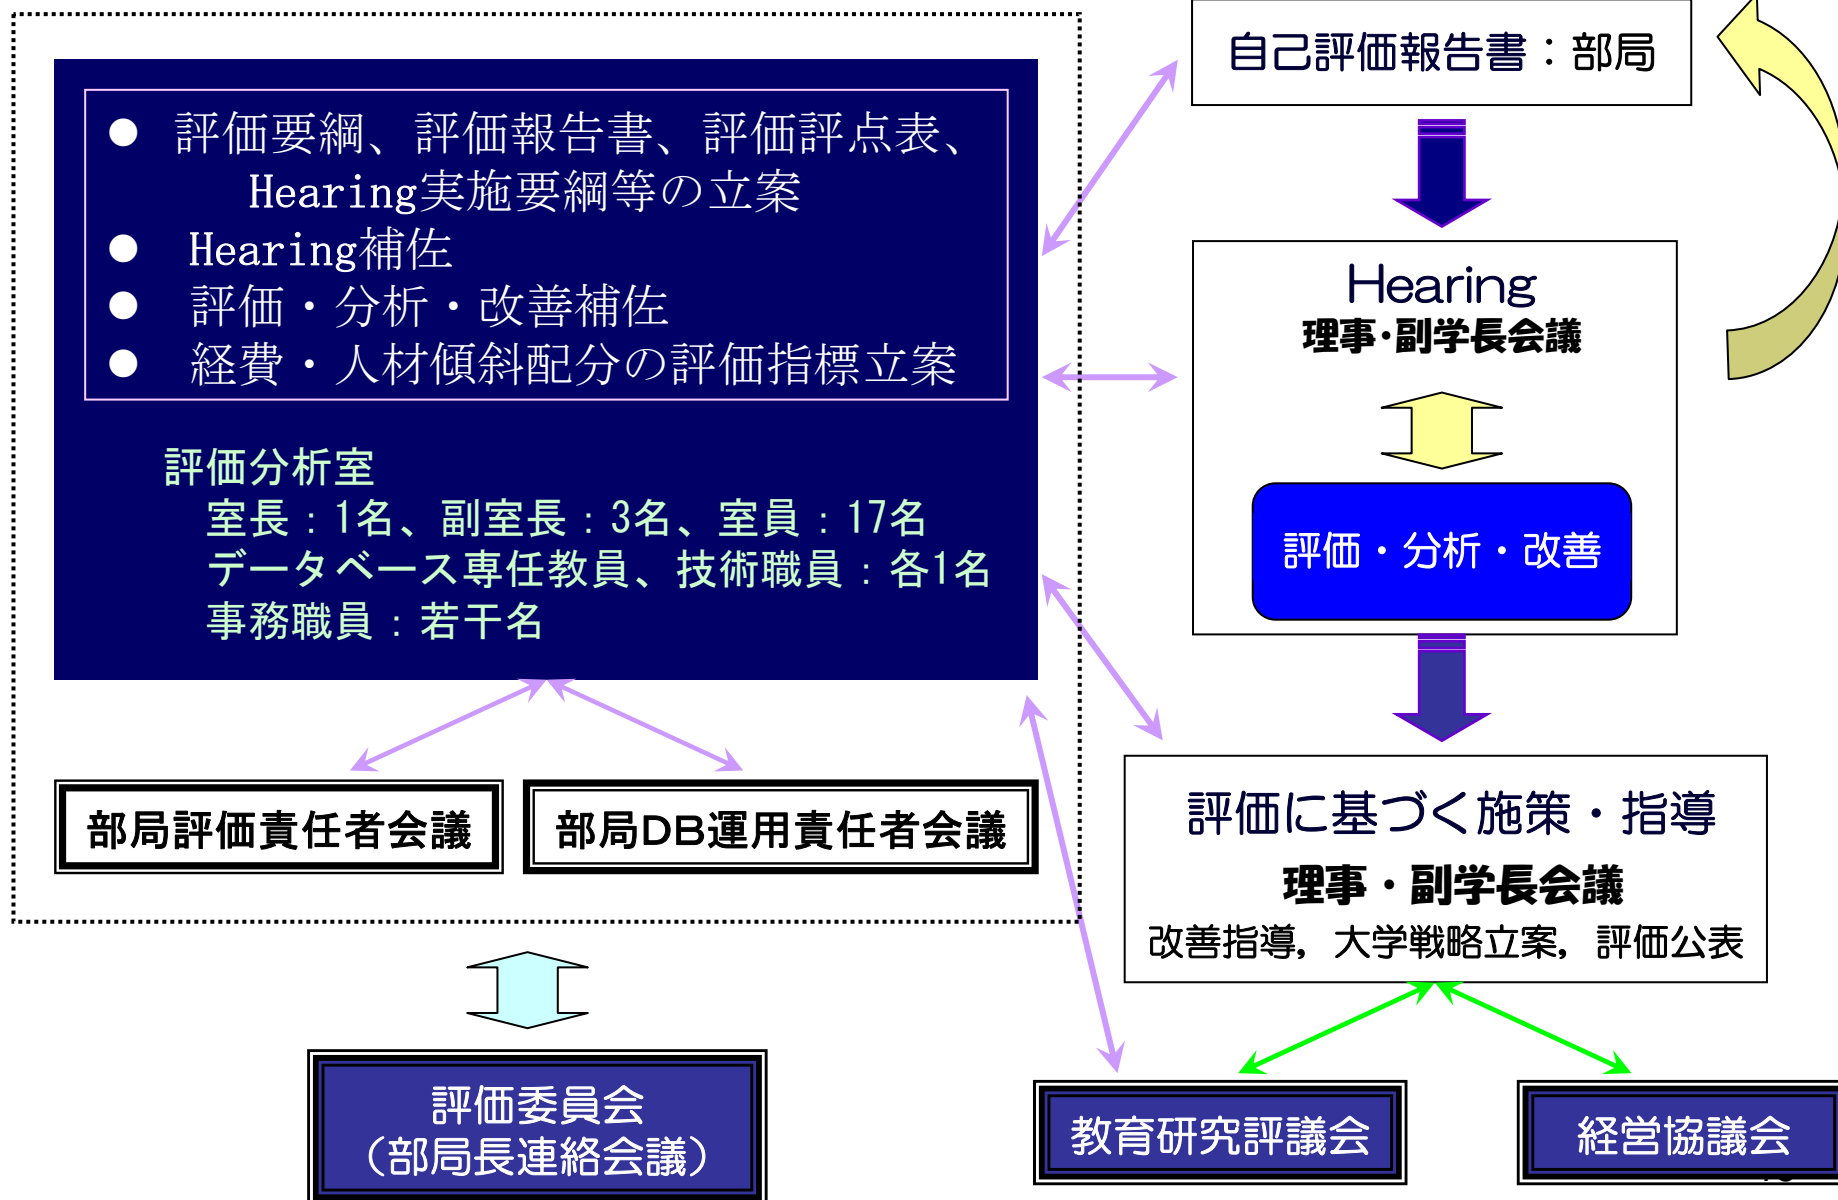 ● 評価要綱、評価報告書、評価評点表、
Hearing実施要綱等の立案
● Hearing補佐
● 評価・分析・改善補佐
● 経費・人材傾斜配分の評価指標立案
評価分析室
室長：1名、副室長：3名、室員：17名
データベース専任教員、技術職員：各1名
事務職員：若干名
部局評価責任者会議
部局DB運用責任者会議
評価委員会
（部局長連絡会議）
自己評価報告書：部局
Hearing
理事・副学長会議
評価・分析・改善
評価に基づく施策・指導
理事・副学長会議
改善指導，大学戦略立案，評価公表
教育研究評議会
経営協議会